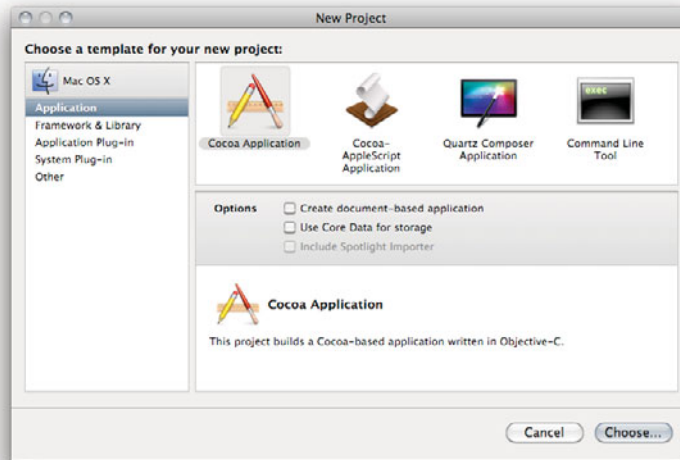 New Project
Choose a template for your new project:
Mac OS X
Application
Framework & Library
Application Plug-in
System Plug-in
Other
Cocoa Application
Cocoa-
AppleScript
Application
Quartz Composer
Application
exec
Command Line
Tool
Options
Create document-based application
Use Core Data for storage
Include Spotlight Importer
Cocoa Application
This project builds a Cocoa-based application written in Objective-C.
Cancel
Choose...